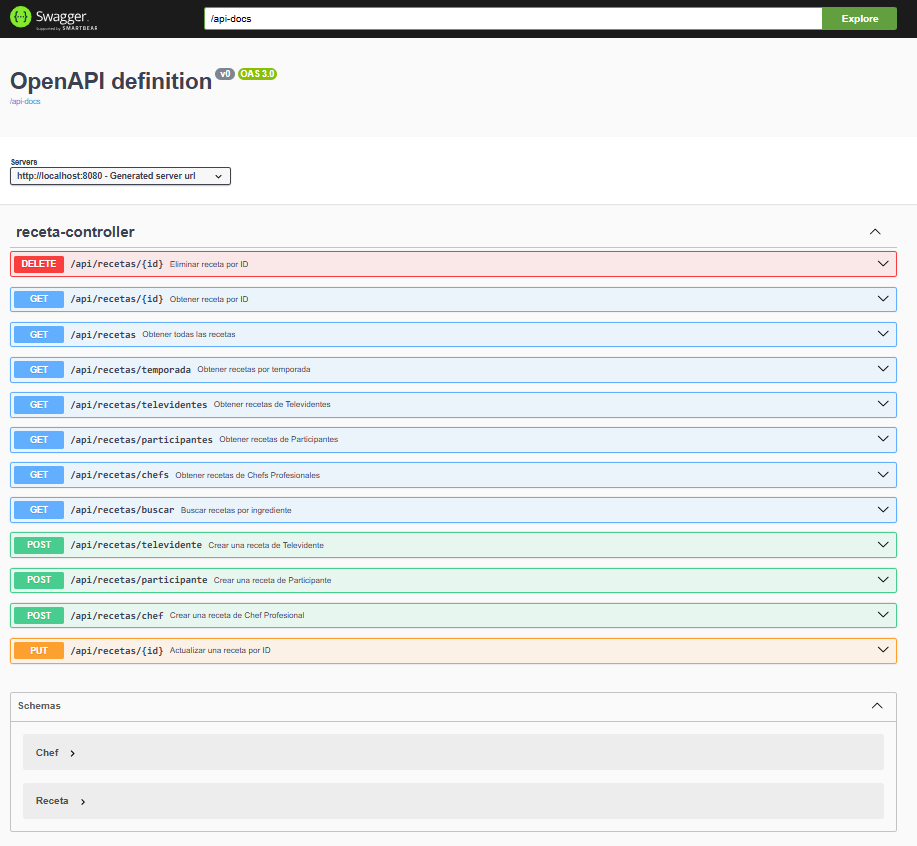 Swagger.
Supported by SMARTBEAR
/api-docs
Explore
OpenAPI definition v0 OAS 3.0
/api-docs
Servers
http://localhost:8080 - Generated server url
receta-controller
DELETE /api/recetas/{id} Eliminar receta por ID
GET /api/recetas/{id} Obtener receta por ID
GET /api/recetas Obtener todas las recetas
GET /api/recetas/temporada Obtener recetas por temporada
GET /api/recetas/televidentes Obtener recetas de Televidentes
GET /api/recetas/participantes Obtener recetas de Participantes
GET /api/recetas/chefs Obtener recetas de Chefs Profesionales
GET /api/recetas/buscar Buscar recetas por ingrediente
POST /api/recetas/televidente Crear una receta de Televidente
POST /api/recetas/participante Crear una receta de Participante
POST /api/recetas/chef Crear una receta de Chef Profesional
PUT /api/recetas/{id} Actualizar una receta por ID
Schemas
Chef
Receta